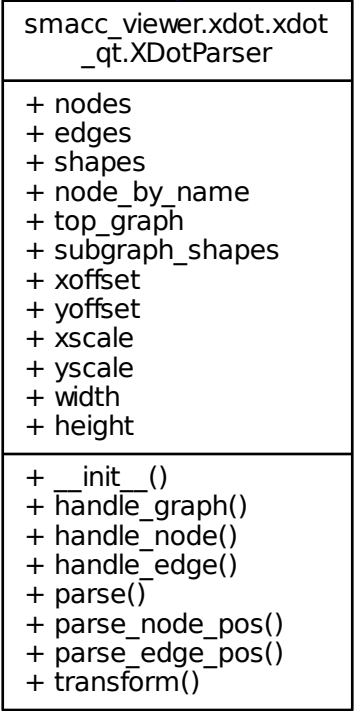 smacc_viewer.xdot.xdot
_qt.XDotParser
+ nodes
+ edges
+ shapes
+ node_by_name
+ top_graph
+ subgraph_shapes
+ xoffset
+ yoffset
+ xscale
+ yscale
+ width
+ height
+ __init__()
+ handle_graph()
+ handle_node()
+ handle_edge()
+ parse()
+ parse_node_pos()
+ parse_edge_pos()
+ transform()